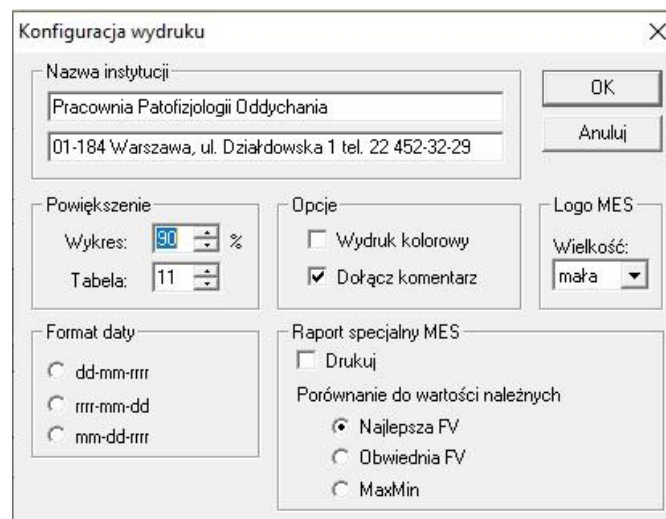 Konfiguracja wydruku
Nazwa instytucji
Pracownia Patofizjologii Oddychania
01-184 Warszawa, ul. Działdowska 1 tel. 22 452-32-29
OK
Anuluj
Powiększenie
Wykres: 90 %
Tabela: 11
Opcje
Wydruk kolorowy
Dołącz komentarz
Logo MES
Wielkość:
mała
Format daty
dd-mm-rrrr
rrrr-mm-dd
mm-dd-rrrr
Raport specjalny MES
Drukuj
Porównanie do wartości należnych
Najlepsza FV
Obwiednia FV
MaxMin